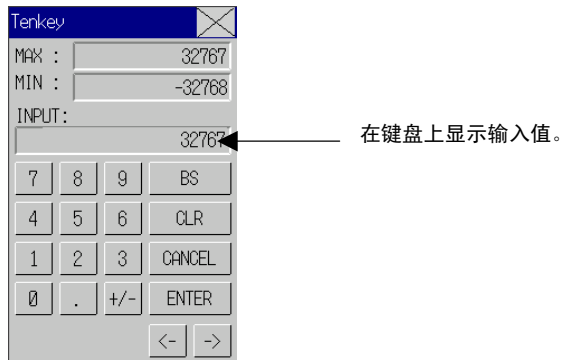 Tenkey
MAX : 32767
MIN : -32768
INPUT:
32767
在键盘上显示输入值。
7 8 9 BS
4 5 6 CLR
1 2 3 CANCEL
0 . +/- ENTER
<- ->